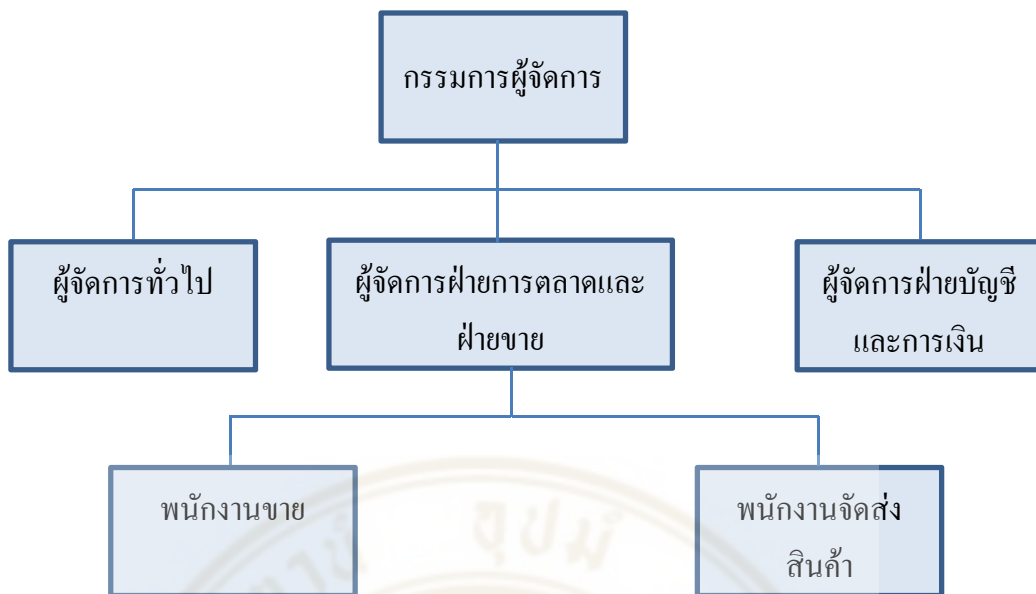 กรรมการผู้จัดการ
ผู้จัดการทั่วไป
ผู้จัดการฝ่ายการตลาดและ
ฝ่ายขาย
ผู้จัดการฝ่ายบัญชี
และการเงิน
พนักงานขาย
พนักงานจัดส่ง
สินค้า